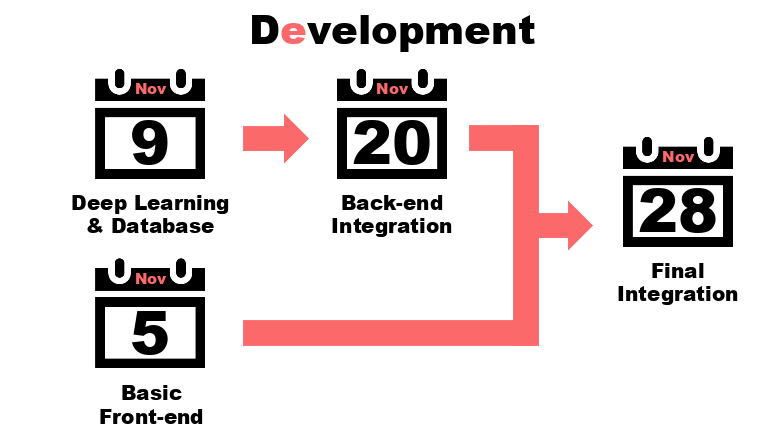 Development
Nov
9
Deep Learning
& Database
Nov
20
Back-end
Integration
Nov
5
Basic
Front-end
Nov
28
Final
Integration